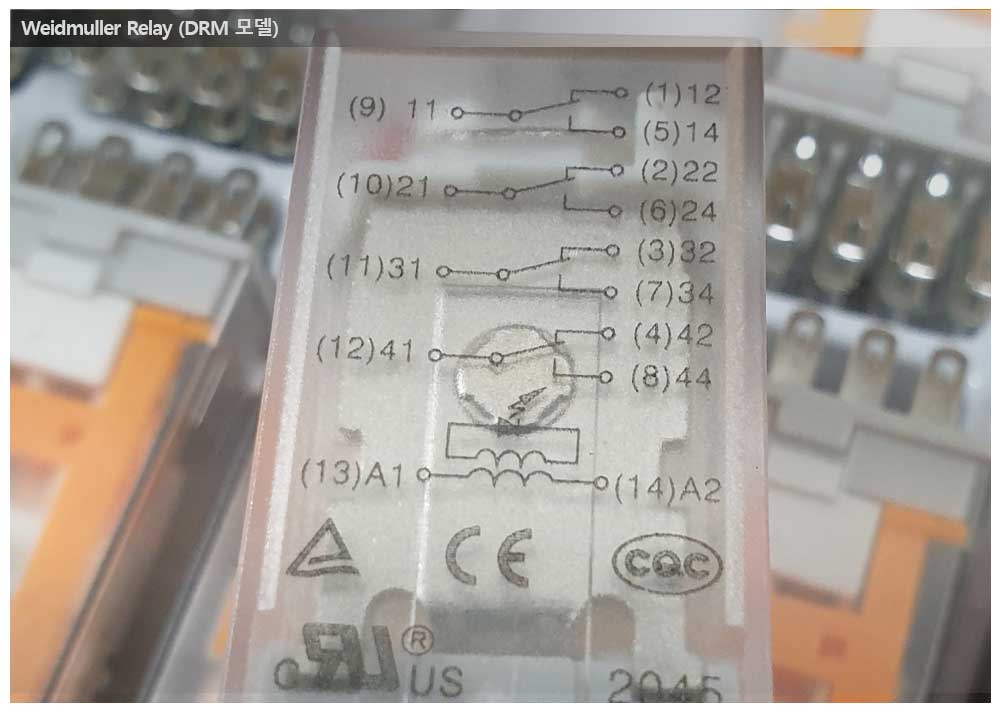 Weidmuller Relay (DRM 모델)
(9) 11 (1)12
(5)14
(10)21 (2)22
(6)24
(11)31 (3)32
(7)34
(12)41 (4)42
(8)44
(13)A1 (14)A2
CE CQC
c RU ® US
2045